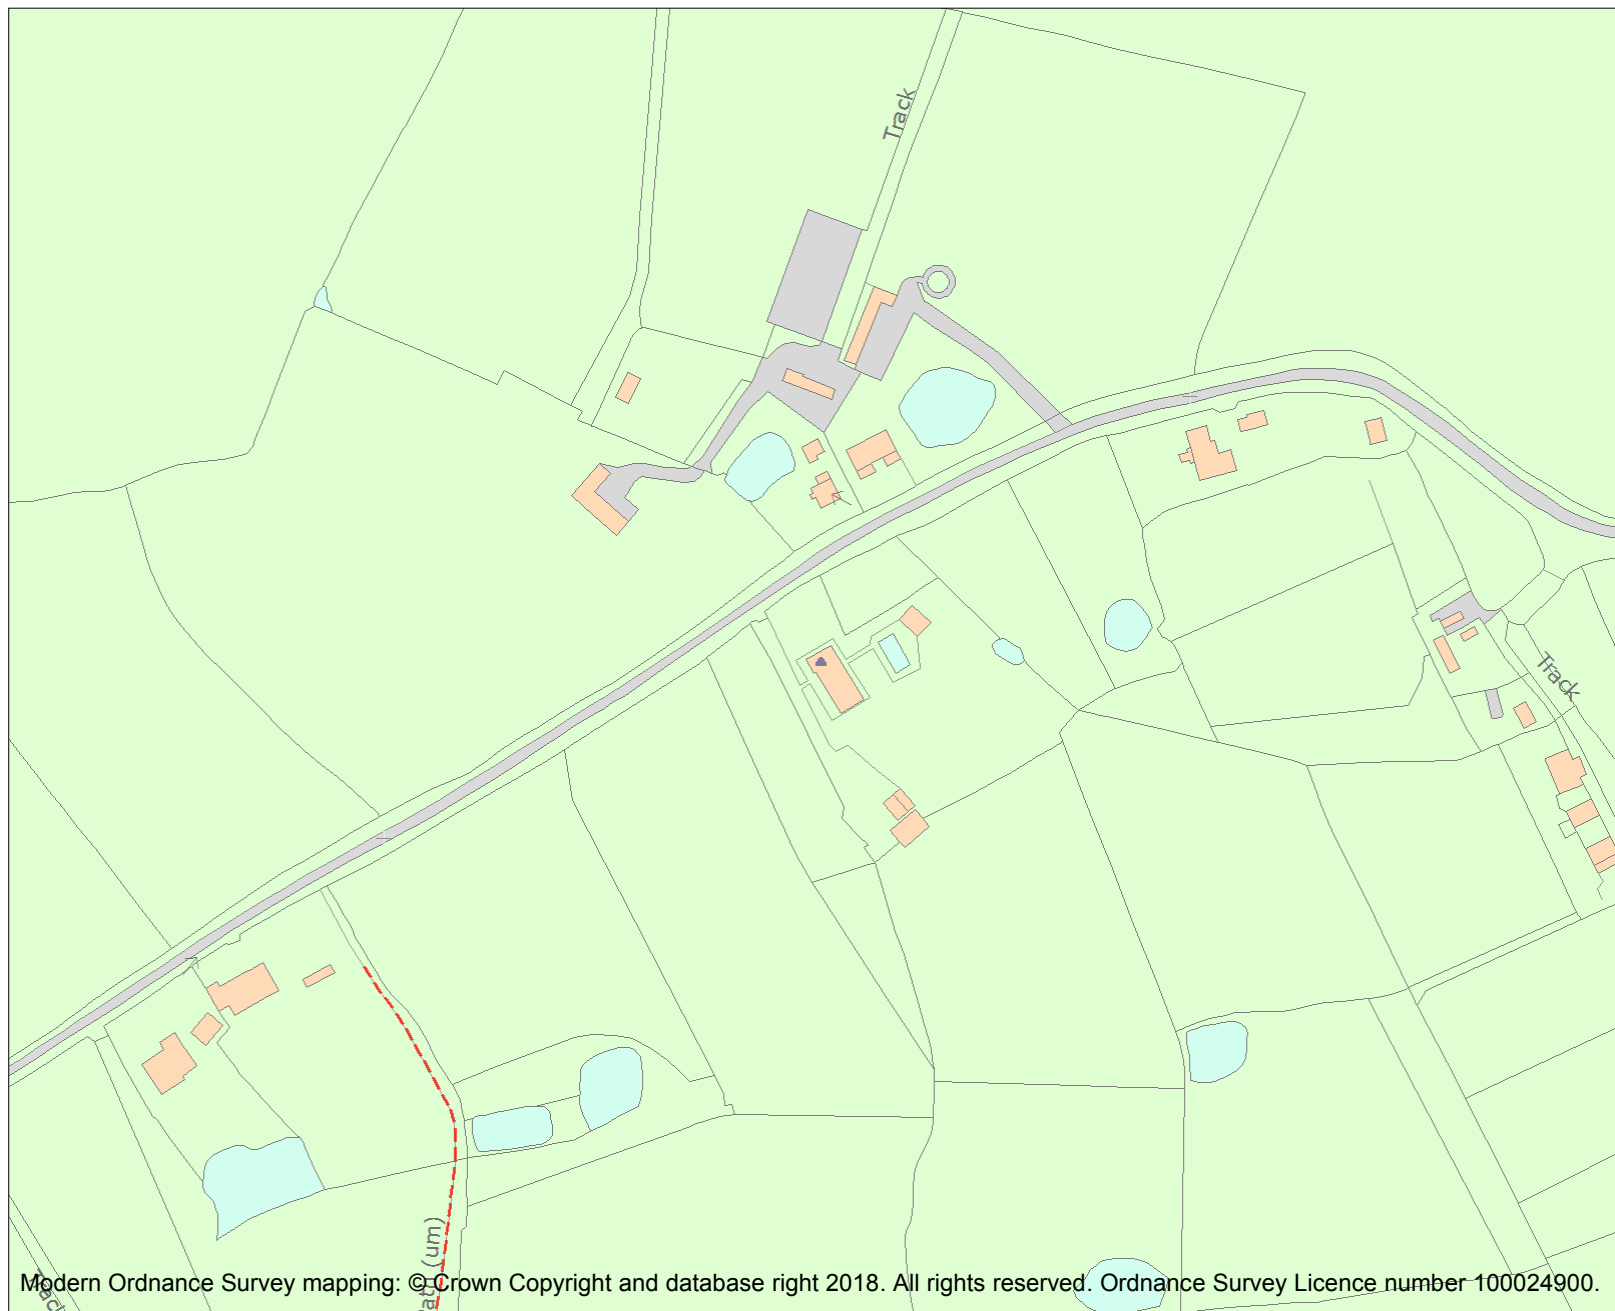 Track
Track
(um)
Modern Ordnance Survey mapping: © Crown Copyright and database right 2018. All rights reserved. Ordnance Survey Licence number 100024900.